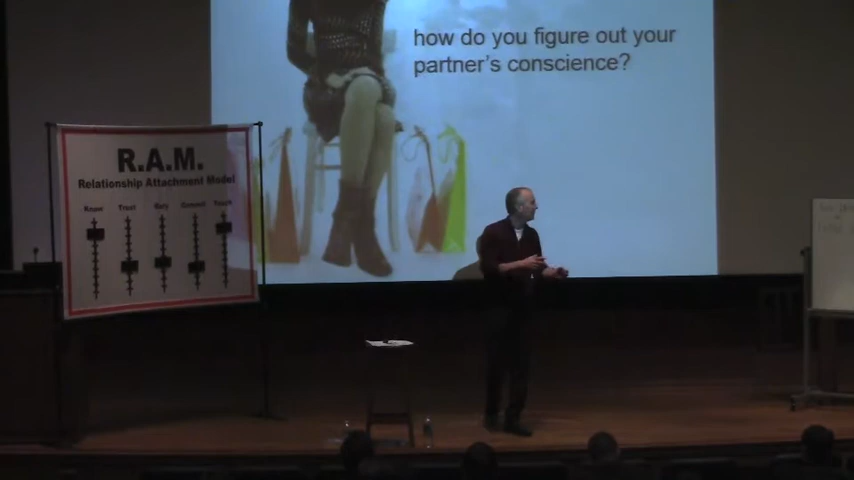 how do you figure out your
partner's conscience?
R.A.M.
Relationship Attachment Model
Know Trust Rely Commit Touch